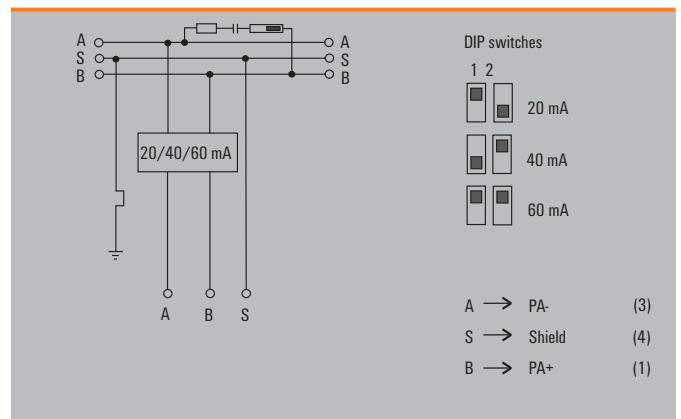 A A
S S
B B
20/40/60 mA
A B S
DIP switches
1 2
20 mA
40 mA
60 mA
A → PA- (3)
S → Shield (4)
B → PA+ (1)